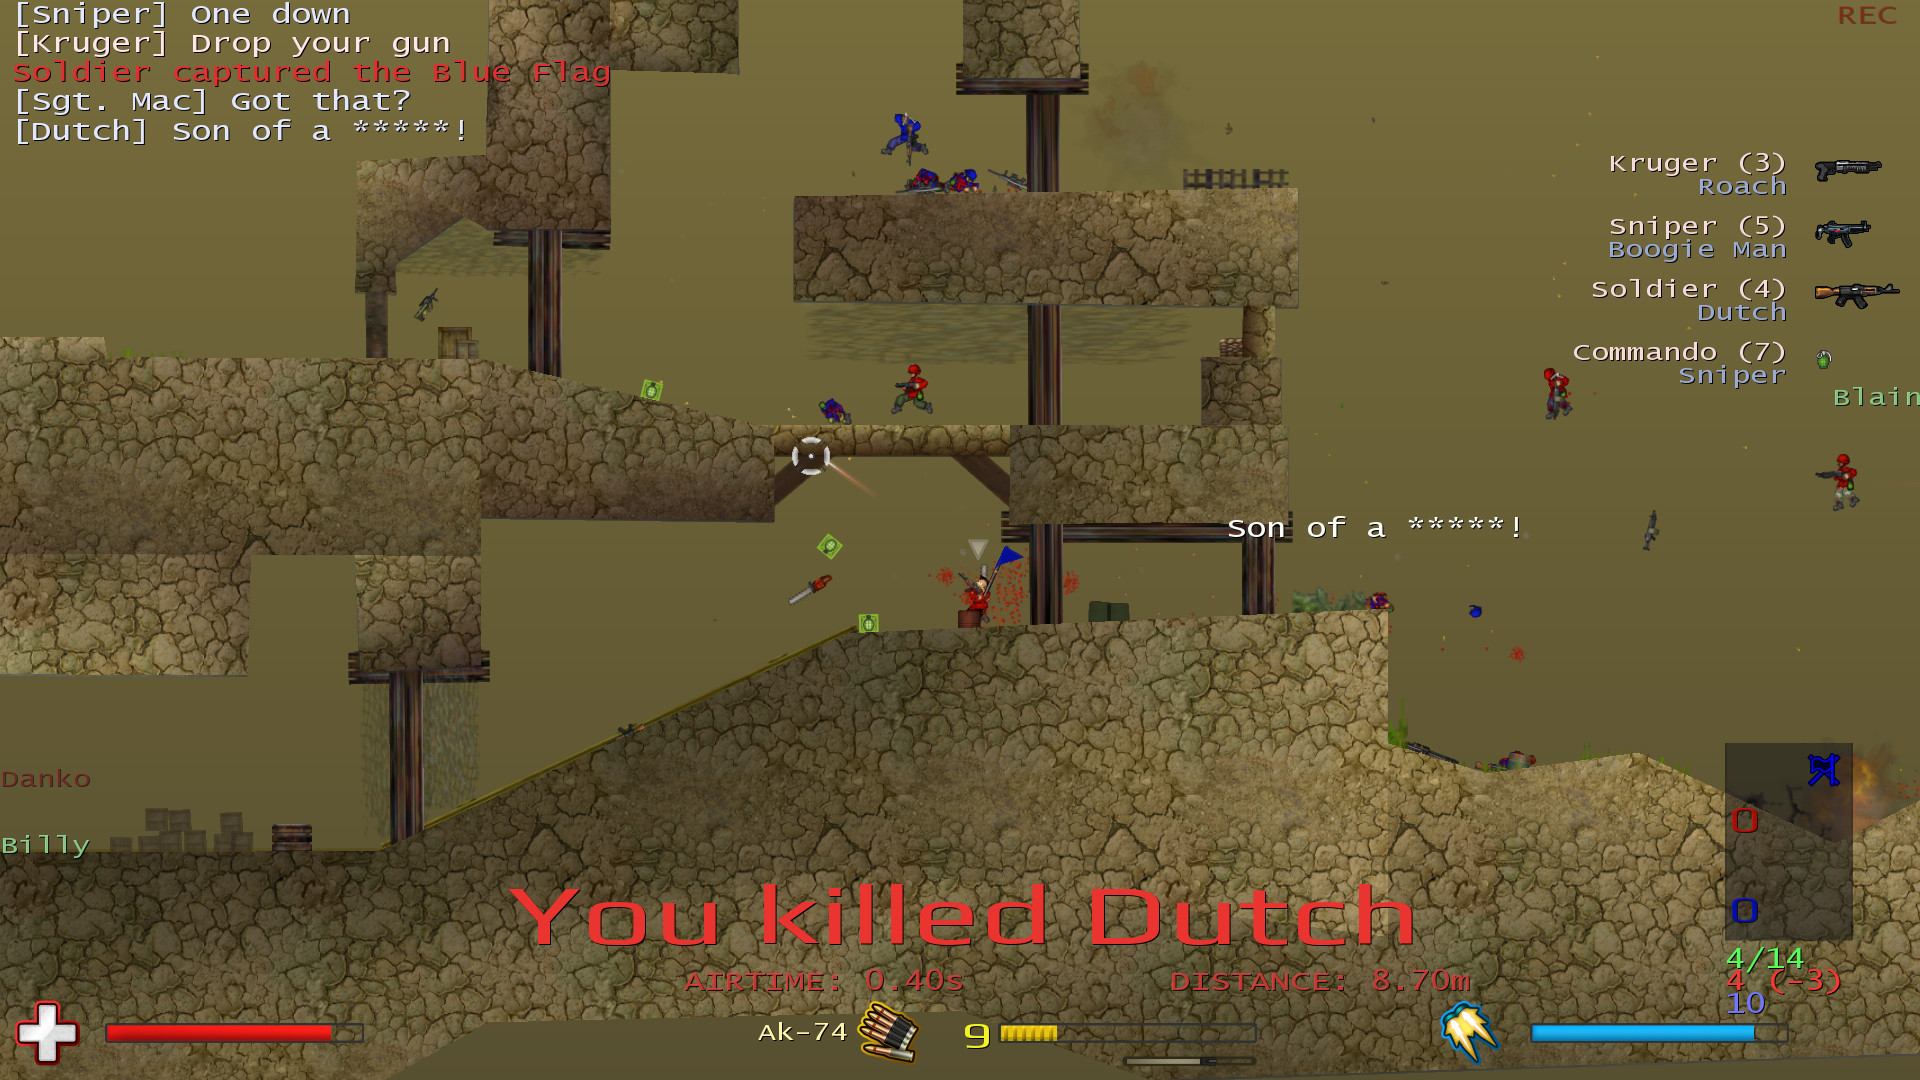 [Sniper] One down
[Kruger] Drop your gun
Soldier captured the Blue Flag
[Sgt. Mac] Got that?
[Dutch] Son of a *****!
REC
Kruger (3)
Roach
Sniper (5)
Boogie Man
Soldier (4)
Dutch
Commando (7)
Sniper
Blain
Son of a *****!
Danko
Billy
0
0
You killed Dutch
AIRTIME: 0.40s
DISTANCE: 8.70m
4/14
4 (-3)
10
Ak-74
9